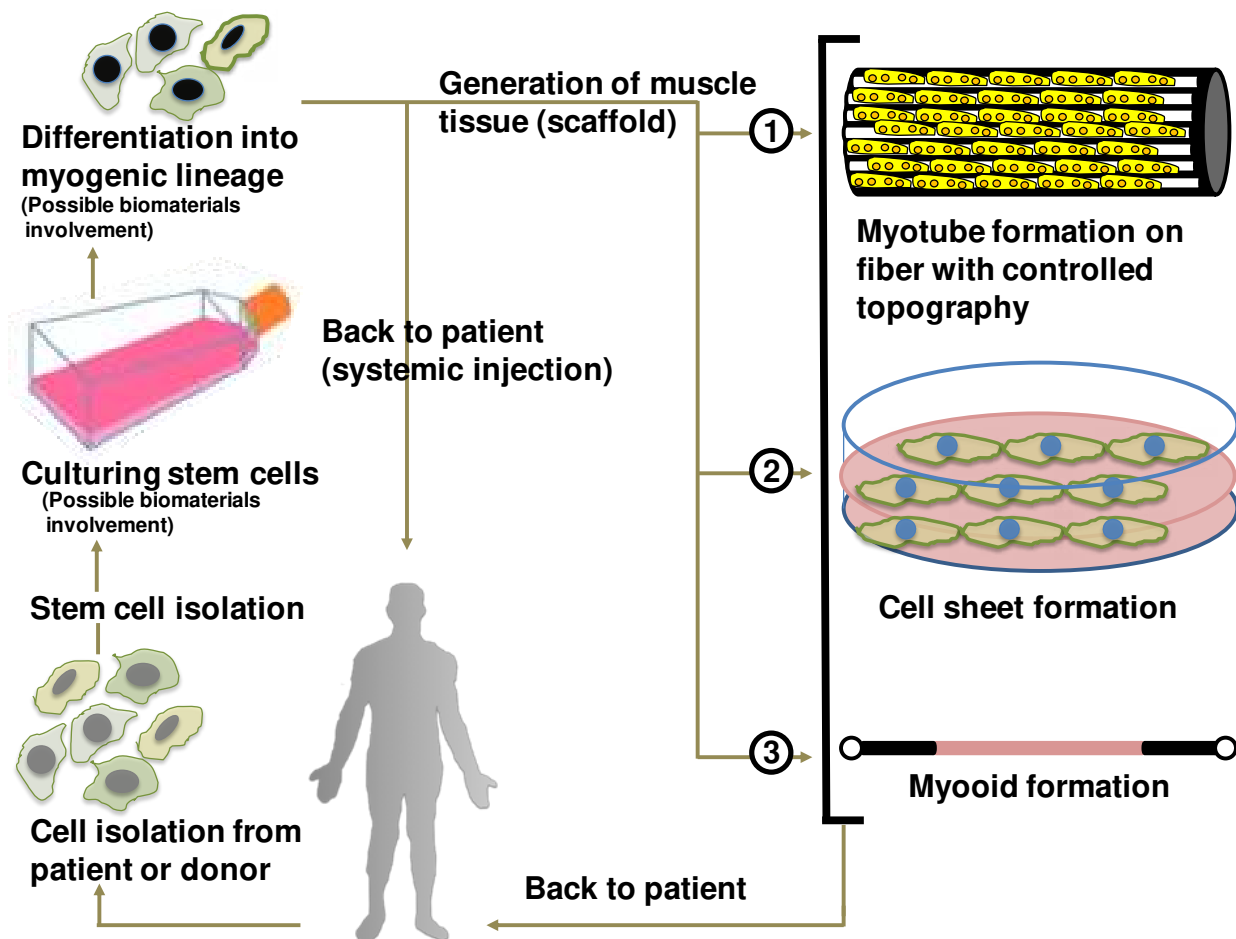 Differentiation into
myogenic lineage
(Possible biomaterials
involvement)
Culturing stem cells
(Possible biomaterials
involvement)
Stem cell isolation
Cell isolation from
patient or donor
Generation of muscle
tissue (scaffold)
Back to patient
(systemic injection)
1
Myotube formation on
fiber with controlled
topography
2
Cell sheet formation
3
Myooid formation
Back to patient